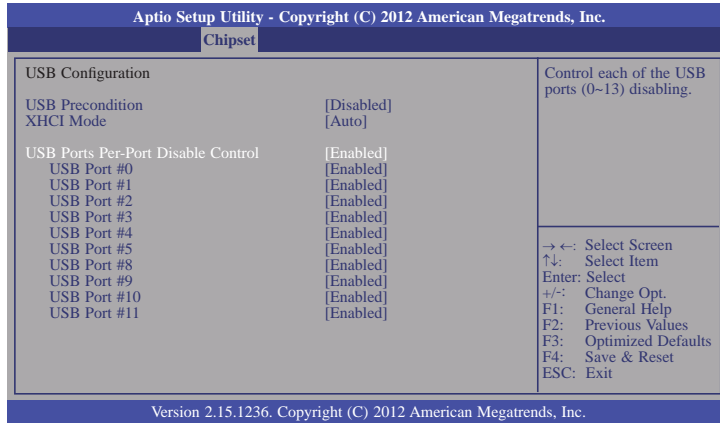 Aptio Setup Utility - Copyright (C) 2012 American Megatrends, Inc.
Chipset
USB Configuration
USB Precondition [Disabled]
XHCI Mode [Auto]
USB Ports Per-Port Disable Control [Enabled]
USB Port #0 [Enabled]
USB Port #1 [Enabled]
USB Port #2 [Enabled]
USB Port #3 [Enabled]
USB Port #4 [Enabled]
USB Port #5 [Enabled]
USB Port #8 [Enabled]
USB Port #9 [Enabled]
USB Port #10 [Enabled]
USB Port #11 [Enabled]
Control each of the USB
ports (0~13) disabling.
→ ←: Select Screen
↑↓: Select Item
Enter: Select
+/-: Change Opt.
F1: General Help
F2: Previous Values
F3: Optimized Defaults
F4: Save & Reset
ESC: Exit
Version 2.15.1236. Copyright (C) 2012 American Megatrends, Inc.